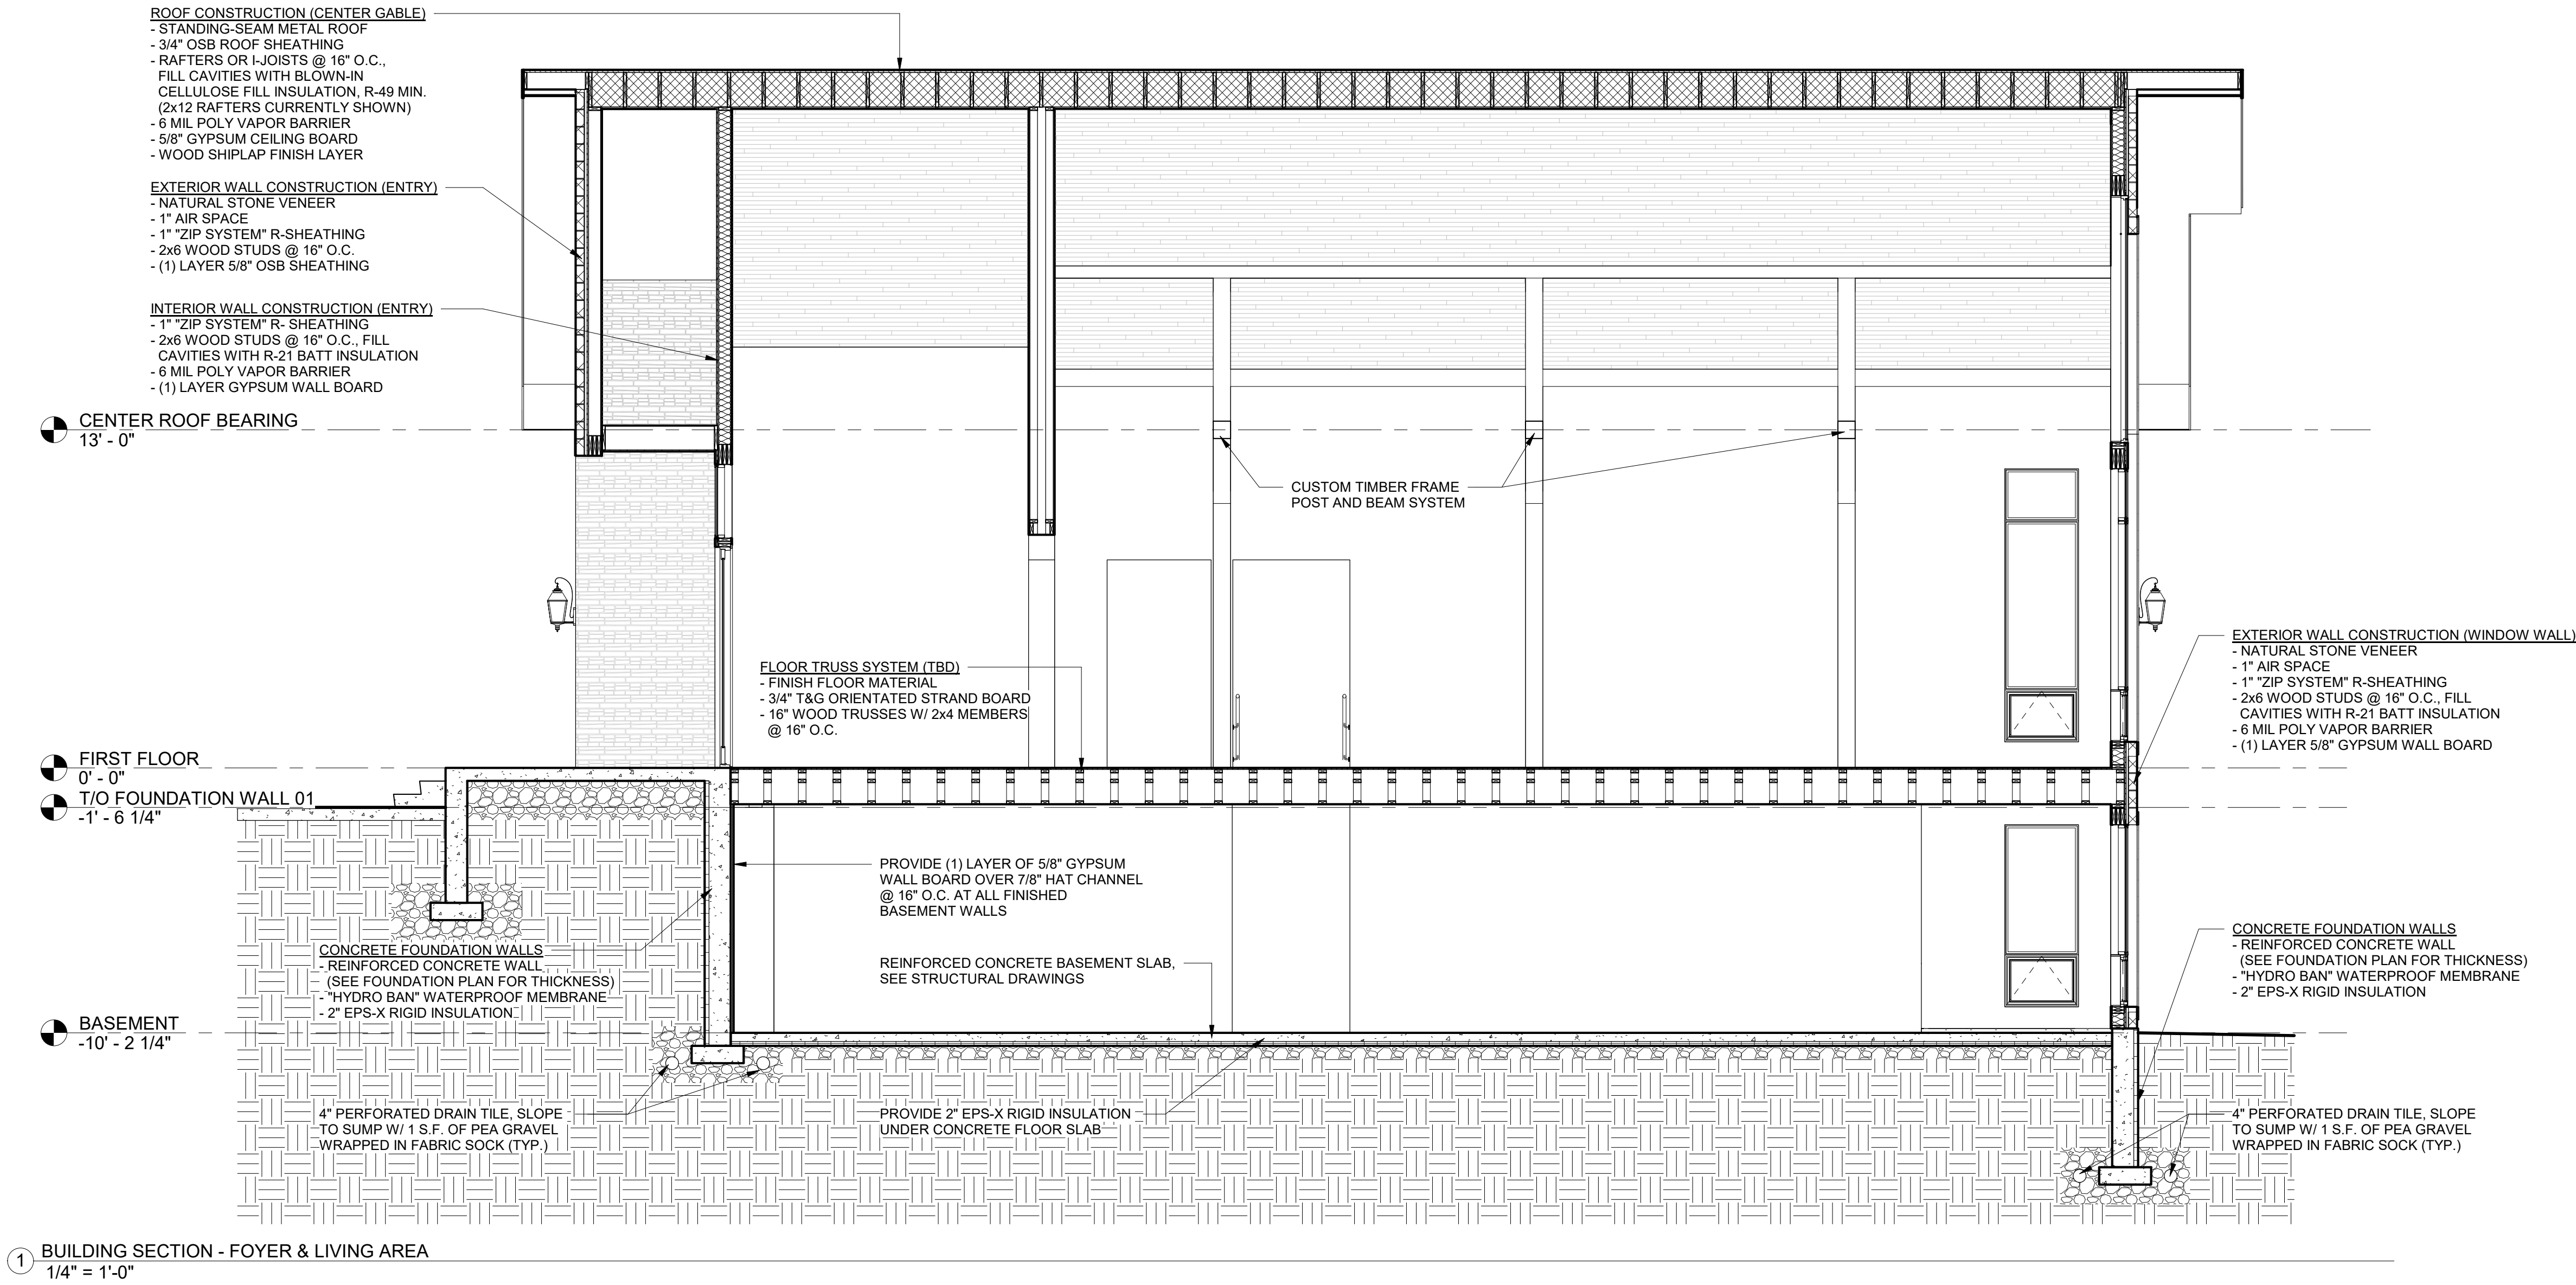 ROOF CONSTRUCTION (CENTER GABLE)
- STANDING-SEAM METAL ROOF
- 3/4" OSB ROOF SHEATHING
- RAFTERS OR I-JOISTS @ 16" O.C.,
FILL CAVITIES WITH BLOWN-IN
CELLULOSE FILL INSULATION, R-49 MIN.
(2x12 RAFTERS CURRENTLY SHOWN)
- 6 MIL POLY VAPOR BARRIER
- 5/8" GYPSUM CEILING BOARD
- WOOD SHIPLAP FINISH LAYER
EXTERIOR WALL CONSTRUCTION (ENTRY)
- NATURAL STONE VENEER
- 1" AIR SPACE
- 1" "ZIP SYSTEM" R-SHEATHING
- 2x6 WOOD STUDS @ 16" O.C.
- (1) LAYER 5/8" OSB SHEATHING
INTERIOR WALL CONSTRUCTION (ENTRY)
- 1" "ZIP SYSTEM" R- SHEATHING
- 2x6 WOOD STUDS @ 16" O.C., FILL
CAVITIES WITH R-21 BATT INSULATION
- 6 MIL POLY VAPOR BARRIER
- (1) LAYER GYPSUM WALL BOARD
CENTER ROOF BEARING
13' - 0"
CUSTOM TIMBER FRAME
POST AND BEAM SYSTEM
FLOOR TRUSS SYSTEM (TBD)
- FINISH FLOOR MATERIAL
- 3/4" T&G ORIENTATED STRAND BOARD
- 16" WOOD TRUSSES W/ 2x4 MEMBERS
@ 16" O.C.
EXTERIOR WALL CONSTRUCTION (WINDOW WALL)
- NATURAL STONE VENEER
- 1" AIR SPACE
- 1" "ZIP SYSTEM" R-SHEATHING
- 2x6 WOOD STUDS @ 16" O.C., FILL
CAVITIES WITH R-21 BATT INSULATION
- 6 MIL POLY VAPOR BARRIER
- (1) LAYER 5/8" GYPSUM WALL BOARD
FIRST FLOOR
0' - 0"
T/O FOUNDATION WALL 01
-1' - 6 1/4"
PROVIDE (1) LAYER OF 5/8" GYPSUM
WALL BOARD OVER 7/8" HAT CHANNEL
@ 16" O.C. AT ALL FINISHED
BASEMENT WALLS
CONCRETE FOUNDATION WALLS
- REINFORCED CONCRETE WALL
(SEE FOUNDATION PLAN FOR THICKNESS)
- "HYDRO BAN" WATERPROOF MEMBRANE
- 2" EPS-X RIGID INSULATION
REINFORCED CONCRETE BASEMENT SLAB,
SEE STRUCTURAL DRAWINGS
CONCRETE FOUNDATION WALLS
- REINFORCED CONCRETE WALL
(SEE FOUNDATION PLAN FOR THICKNESS)
- "HYDRO BAN" WATERPROOF MEMBRANE
- 2" EPS-X RIGID INSULATION
BASEMENT
-10' - 2 1/4"
4" PERFORATED DRAIN TILE, SLOPE
TO SUMP W/ 1 S.F. OF PEA GRAVEL
WRAPPED IN FABRIC SOCK (TYP.)
PROVIDE 2" EPS-X RIGID INSULATION
UNDER CONCRETE FLOOR SLAB
4" PERFORATED DRAIN TILE, SLOPE
TO SUMP W/ 1 S.F. OF PEA GRAVEL
WRAPPED IN FABRIC SOCK (TYP.)
1 BUILDING SECTION - FOYER & LIVING AREA
1/4" = 1'-0"